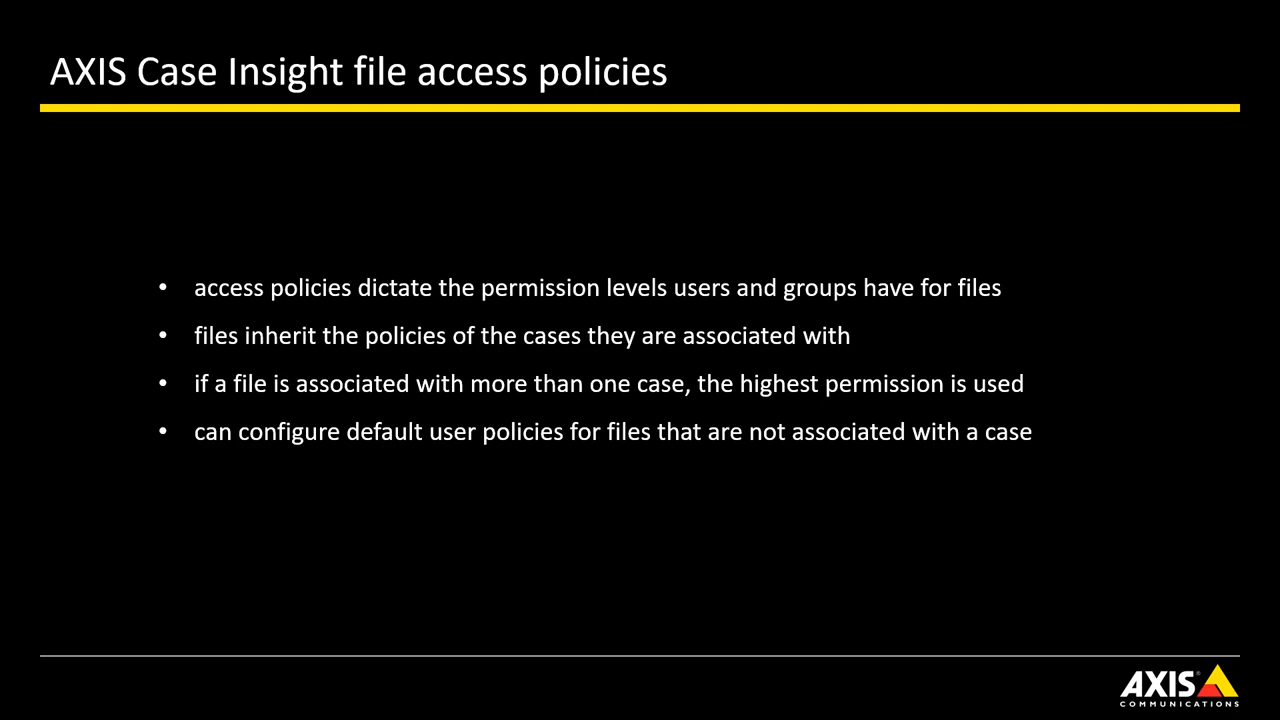 AXIS Case Insight file access policies
• access policies dictate the permission levels users and groups have for files
• files inherit the policies of the cases they are associated with
• if a file is associated with more than one case, the highest permission is used
• can configure default user policies for files that are not associated with a case
AXIS®
COMMUNICATIONS